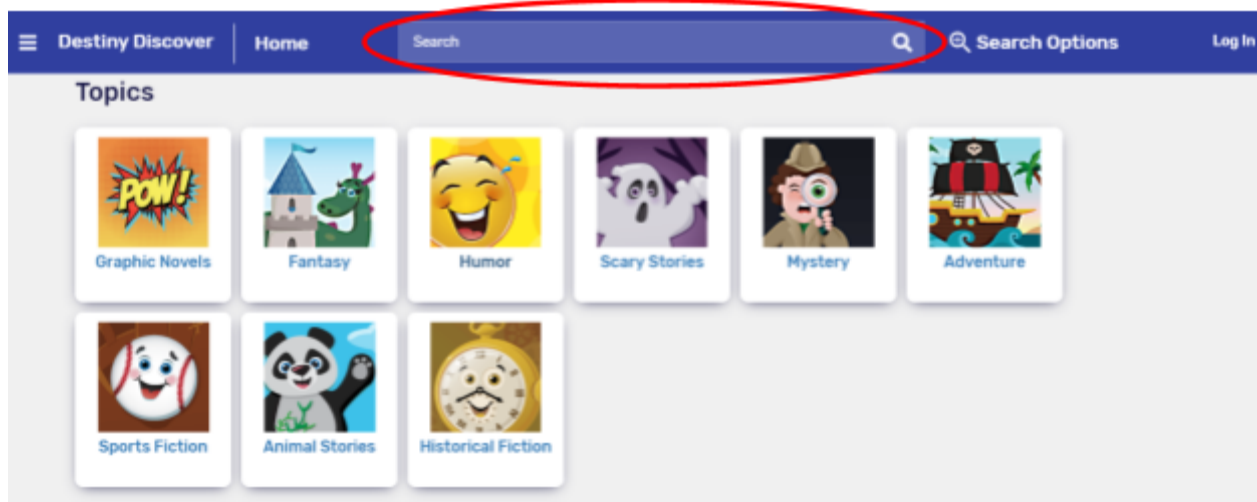 Destiny Discover Home Search Search Options Log In
Topics
POW!
Graphic Novels Fantasy Humor Scary Stories Mystery Adventure
Sports Fiction Animal Stories Historical Fiction